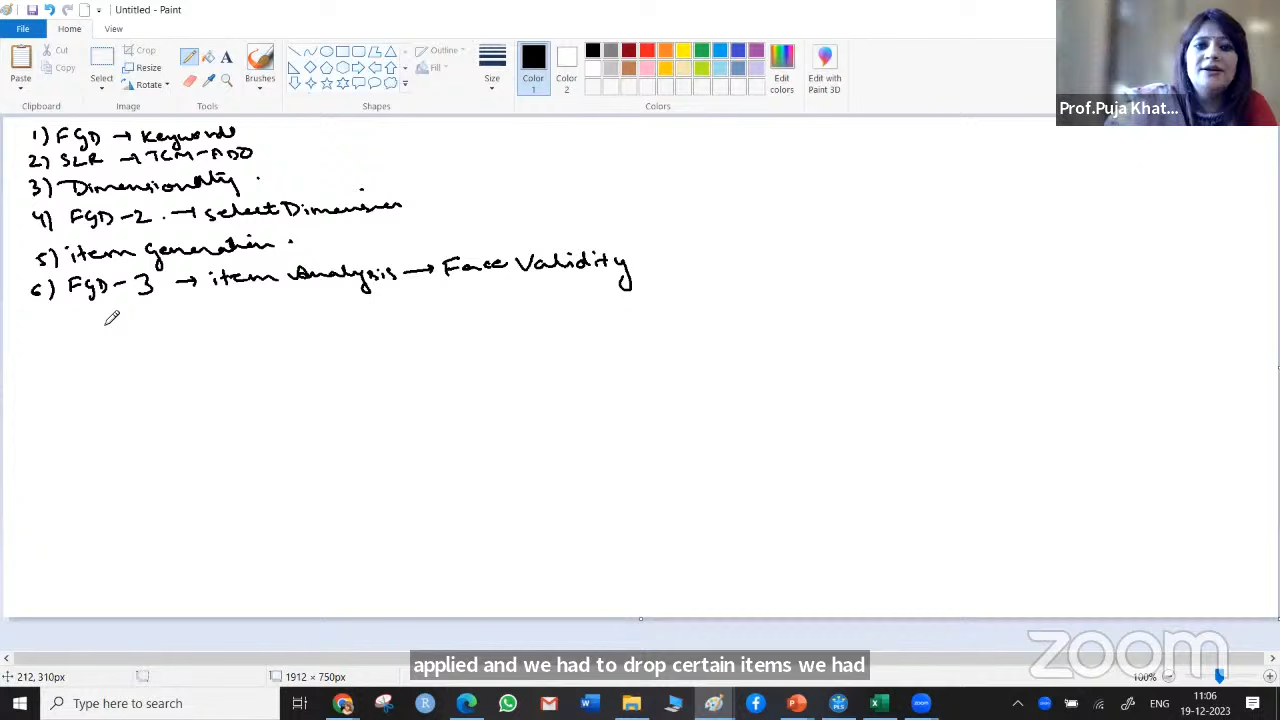 Untitled - Paint
File Home View
Paste
Cut
Copy
Clipboard
Select
Crop
Resize
Rotate
Image
Tools
Brushes
Shapes
Outline
Fill
Size
Color 1
Color 2
Colors
Edit colors
Edit with Paint 3D
Prof.Puja Khat...
1) FGD → Keywords
2) SLR → TCM-ADO
3) Dimensionality .
4) FGD-2 . → Select Dimension
5) item Generation .
6) FGD-3 → item Analysis → Face Validity
zoom
applied and we had to drop certain items we had
212, 310px
1912 × 750px
100%
Type here to search
ENG
11:06
19-12-2023